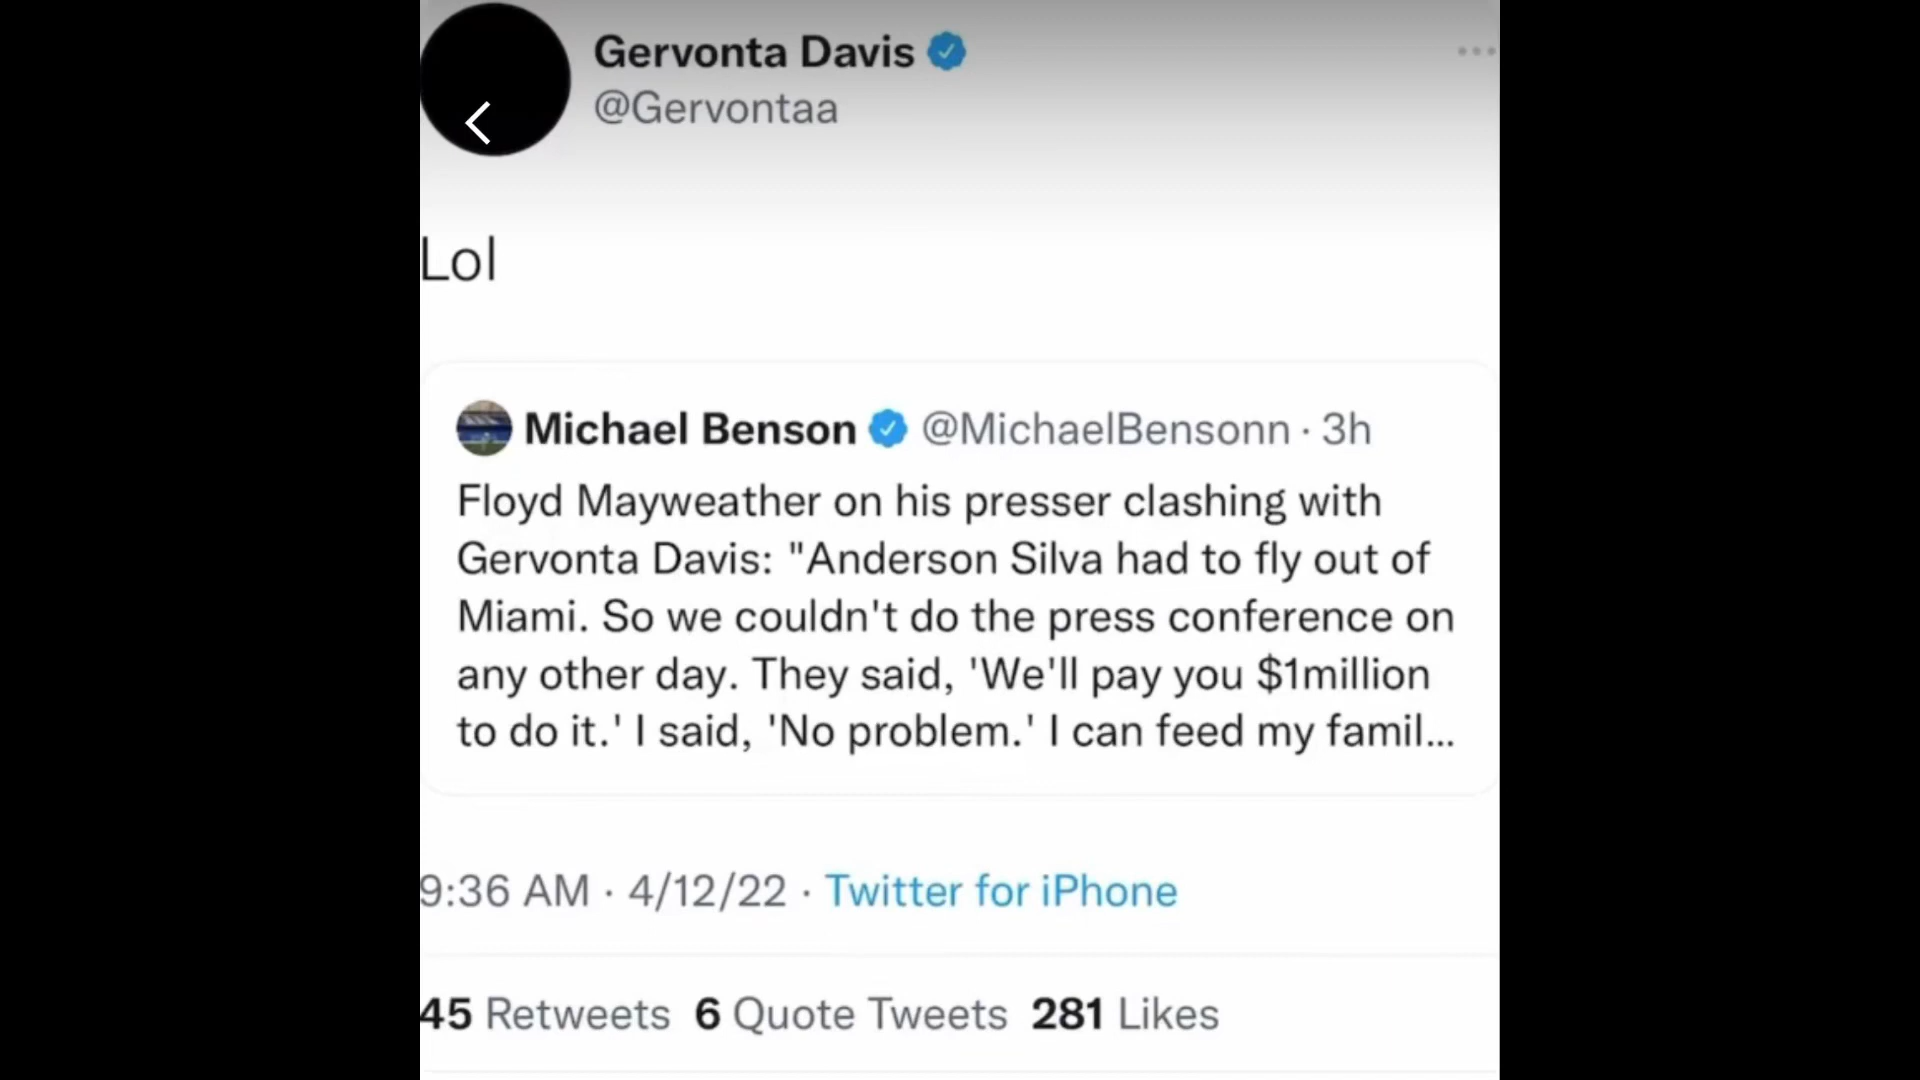 Gervonta Davis
@Gervontaa
Lol
Michael Benson @MichaelBensonn · 3h
Floyd Mayweather on his presser clashing with
Gervonta Davis: "Anderson Silva had to fly out of
Miami. So we couldn't do the press conference on
any other day. They said, 'We'll pay you $1million
to do it.' I said, 'No problem.' I can feed my famil...
9:36 AM · 4/12/22 · Twitter for iPhone
45 Retweets 6 Quote Tweets 281 Likes